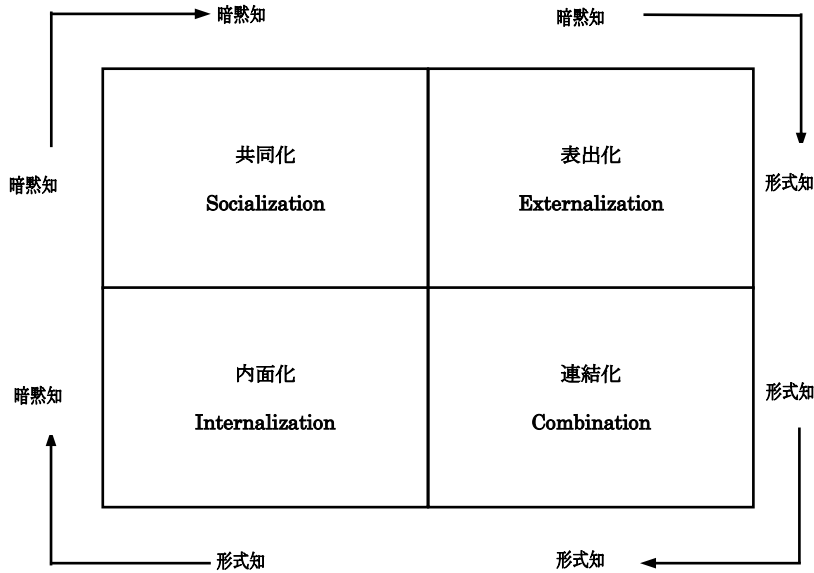 暗黙知
暗黙知
暗黙知
共同化
Socialization
表出化
Externalization
形式知
内面化
Internalization
連結化
Combination
暗黙知
形式知
形式知
形式知